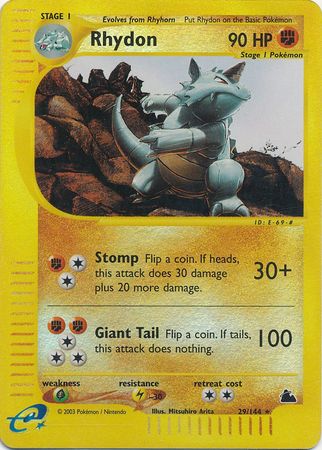 STAGE 1
Evolves from Rhyhorn
Put Rhydon on the Basic Pokémon
Rhydon
90 HP
Stage 1 Pokémon
ID: E-69-#
Stomp Flip a coin. If heads,
this attack does 30 damage
plus 20 more damage.
30+
Giant Tail Flip a coin. If tails,
this attack does nothing.
100
weakness
resistance
retreat cost
-30
© 2003 Pokémon / Nintendo
Illus. Mitsuhiro Arita
29/144 ★
e